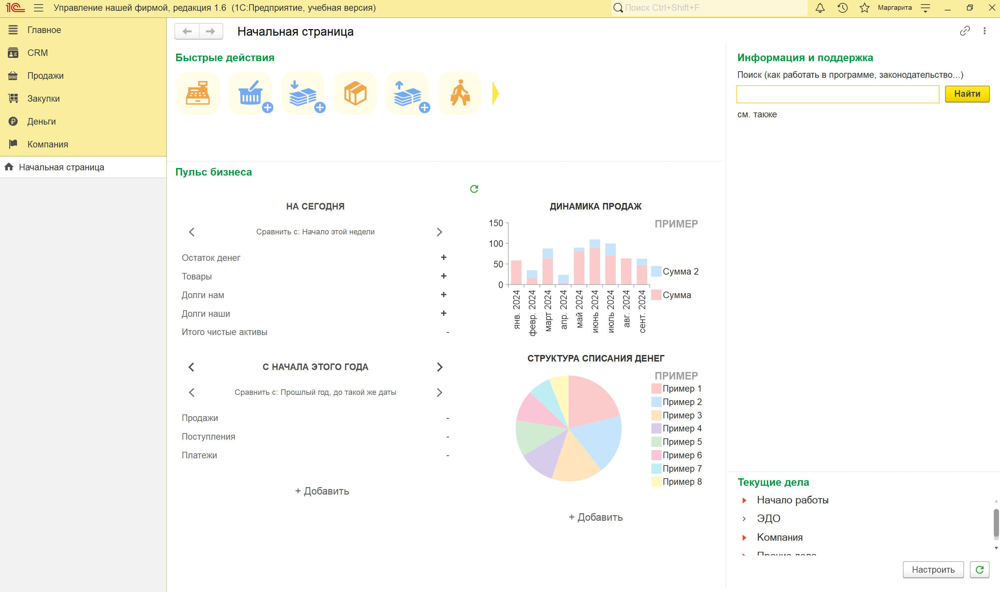 1С
Управление нашей фирмой, редакция 1.6 (1С:Предприятие, учебная версия)
Поиск Ctrl+Shift+F
Маргарита
Главное
CRM
Продажи
Закупки
Деньги
Компания
Начальная страница
Начальная страница
Быстрые действия
Пульс бизнеса
НА СЕГОДНЯ
Сравнить с: Начало этой недели
Остаток денег +
Товары +
Долги нам +
Долги наши +
Итого чистые активы -
С НАЧАЛА ЭТОГО ГОДА
Сравнить с: Прошлый год, до такой же даты
Продажи -
Поступления -
Платежи -
+ Добавить
ДИНАМИКА ПРОДАЖ
ПРИМЕР
150
100
50
0
янв. 2024
февр. 2024
март 2024
апр. 2024
май 2024
июнь 2024
июль 2024
авг. 2024
сент. 2024
Сумма 2
Сумма
СТРУКТУРА СПИСАНИЯ ДЕНЕГ
ПРИМЕР
Пример 1
Пример 2
Пример 3
Пример 4
Пример 5
Пример 6
Пример 7
Пример 8
+ Добавить
Информация и поддержка
Поиск (как работать в программе, законодательство...)
Найти
см. также
Текущие дела
Начало работы
ЭДО
Компания
Прочие дела
Настроить